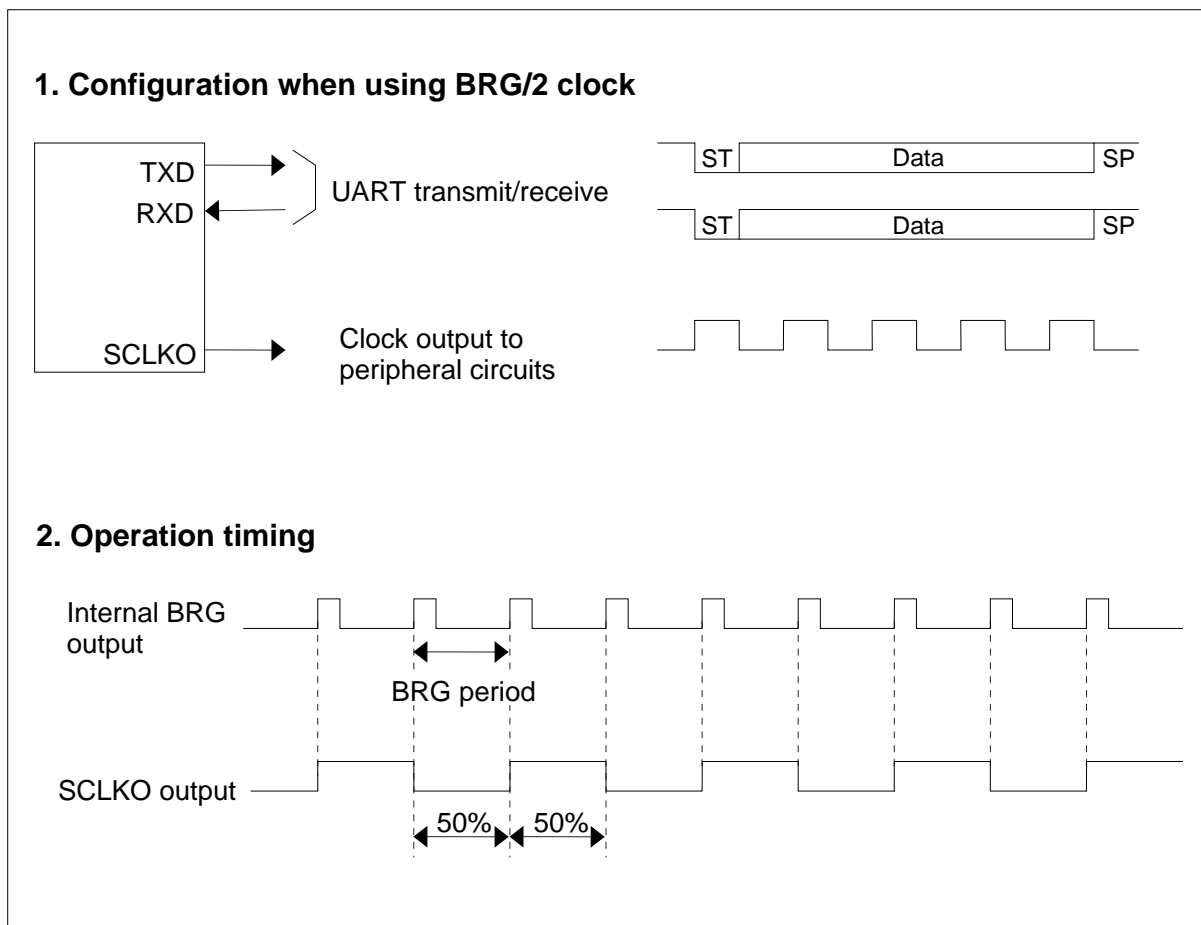 1. Configuration when using BRG/2 clock
TXD
RXD
SCLKO
UART transmit/receive
Clock output to
peripheral circuits
ST Data SP
ST Data SP
2. Operation timing
Internal BRG
output
BRG period
SCLKO output
50% 50%